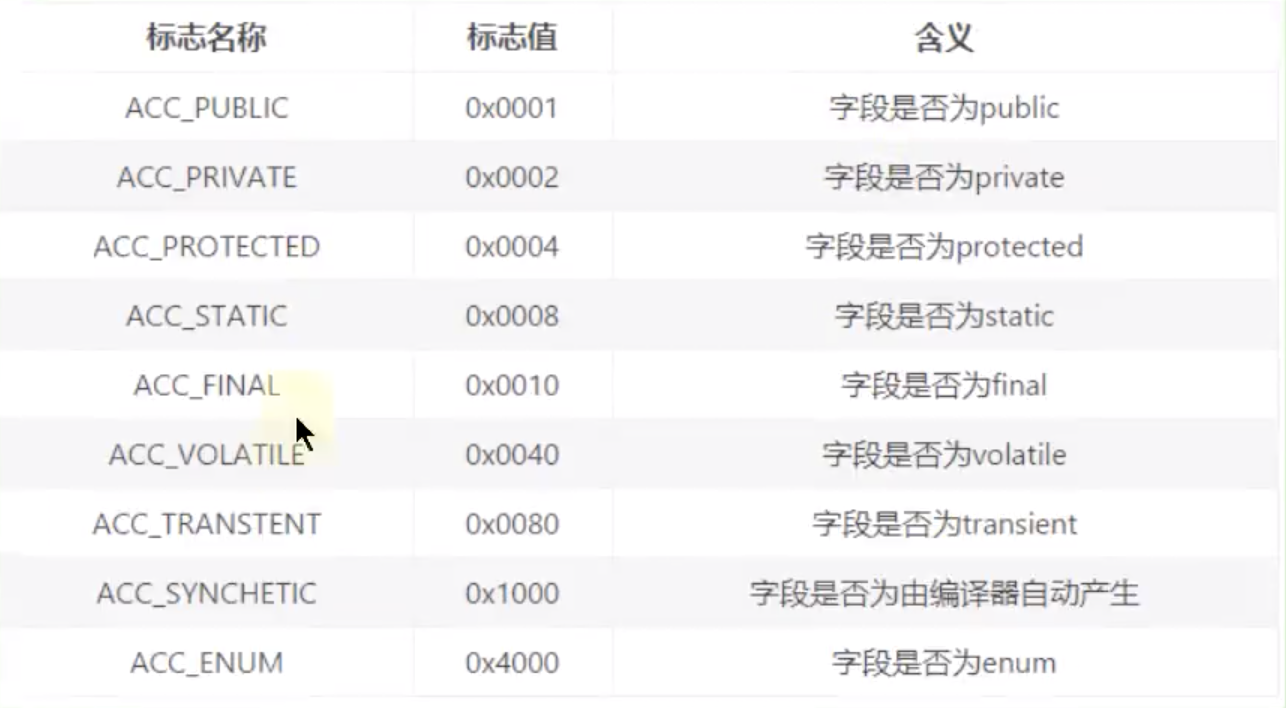 标志名称 标志值 含义
ACC_PUBLIC 0x0001 字段是否为public
ACC_PRIVATE 0x0002 字段是否为private
ACC_PROTECTED 0x0004 字段是否为protected
ACC_STATIC 0x0008 字段是否为static
ACC_FINAL 0x0010 字段是否为final
ACC_VOLATILE 0x0040 字段是否为volatile
ACC_TRANSTENT 0x0080 字段是否为transient
ACC_SYNCHETIC 0x1000 字段是否为由编译器自动产生
ACC_ENUM 0x4000 字段是否为enum